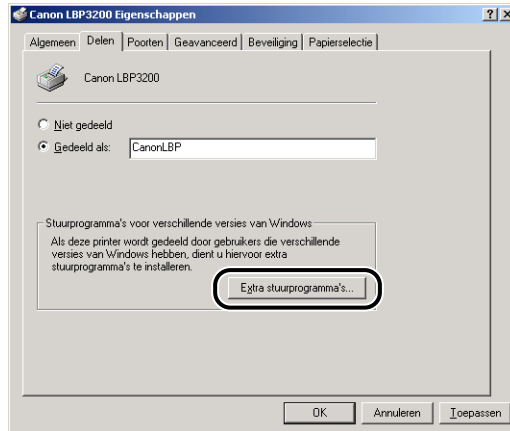 Canon LBP3200 Eigenschappen
Algemeen Delen Poorten Geavanceerd Beveiliging Papierselectie
Canon LBP3200
Niet gedeeld
Gedeeld als: CanonLBP
Stuurprogramma's voor verschillende versies van Windows
Als deze printer wordt gedeeld door gebruikers die verschillende
versies van Windows hebben, dient u hiervoor extra
stuurprogramma's te installeren.
Extra stuurprogramma's...
OK Annuleren Toepassen